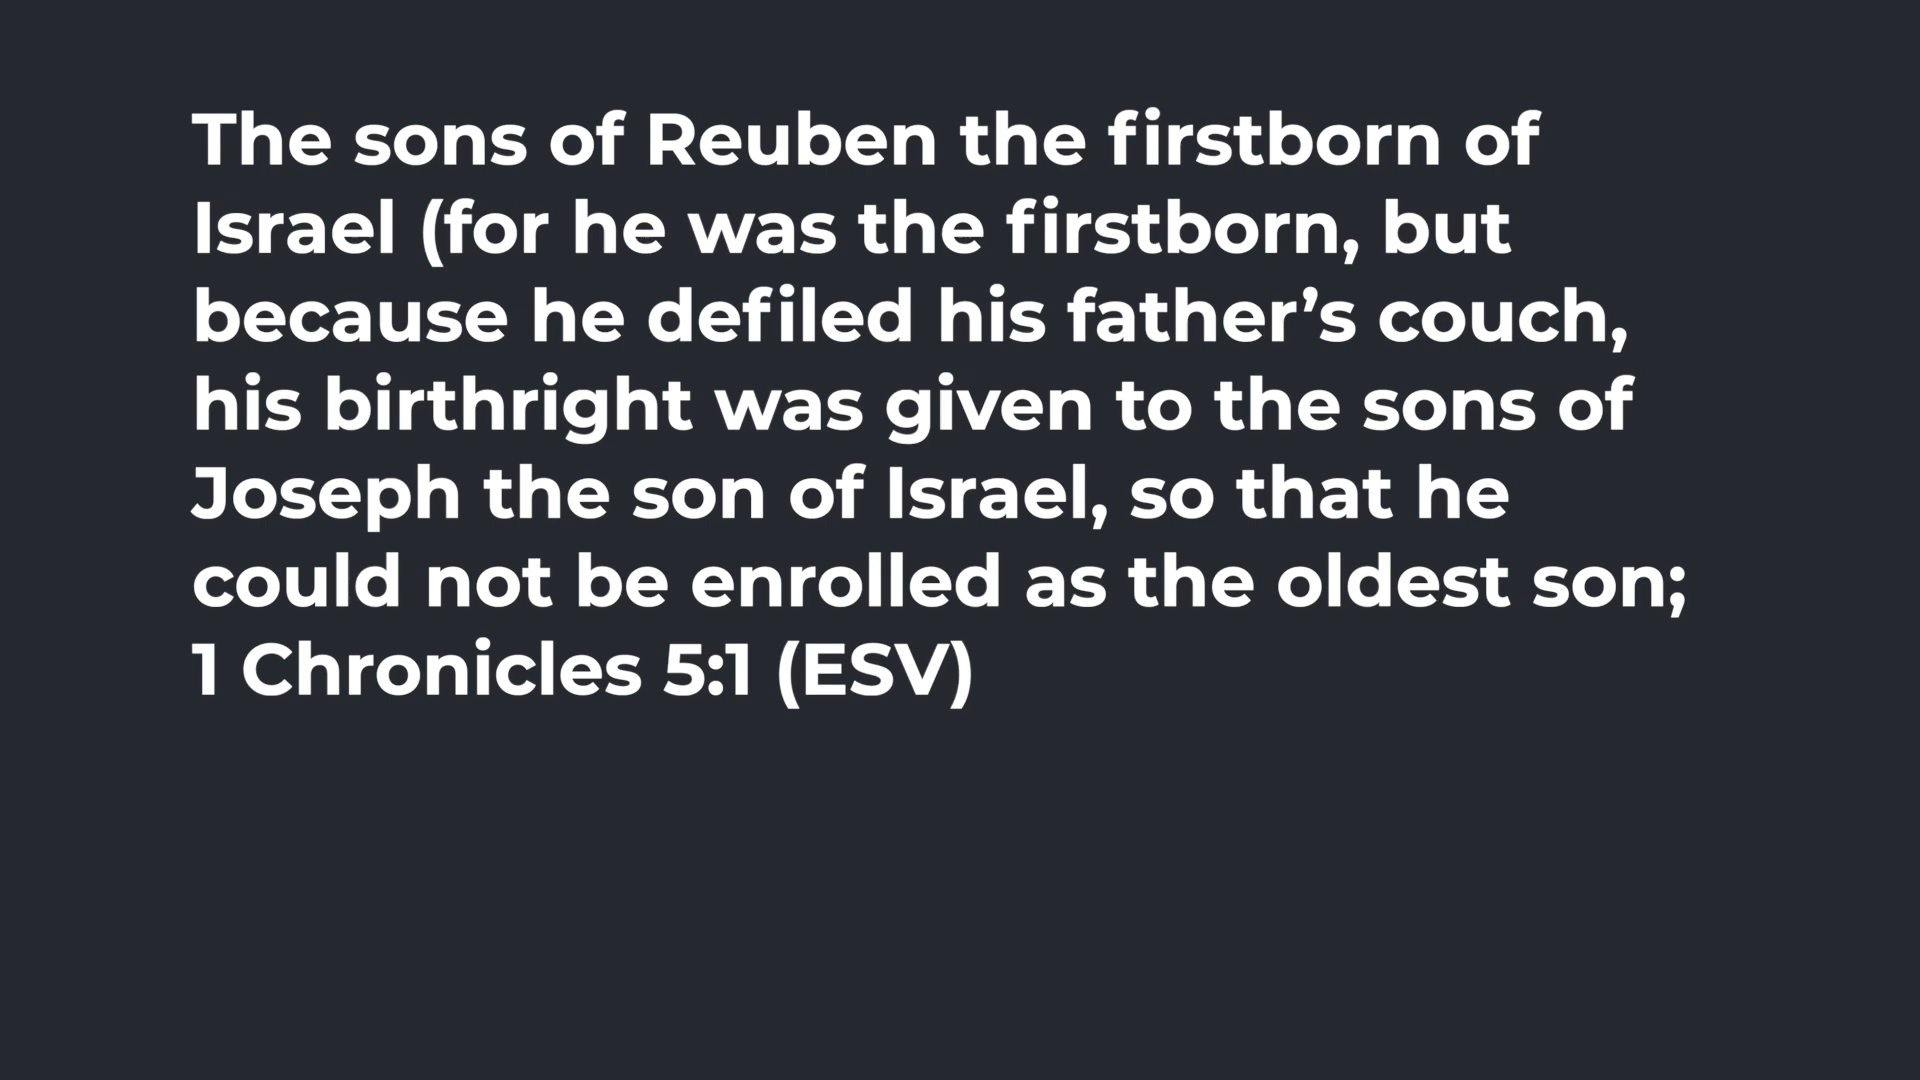 The sons of Reuben the firstborn of
Israel (for he was the firstborn, but
because he defiled his father’s couch,
his birthright was given to the sons of
Joseph the son of Israel, so that he
could not be enrolled as the oldest son;
1 Chronicles 5:1 (ESV)